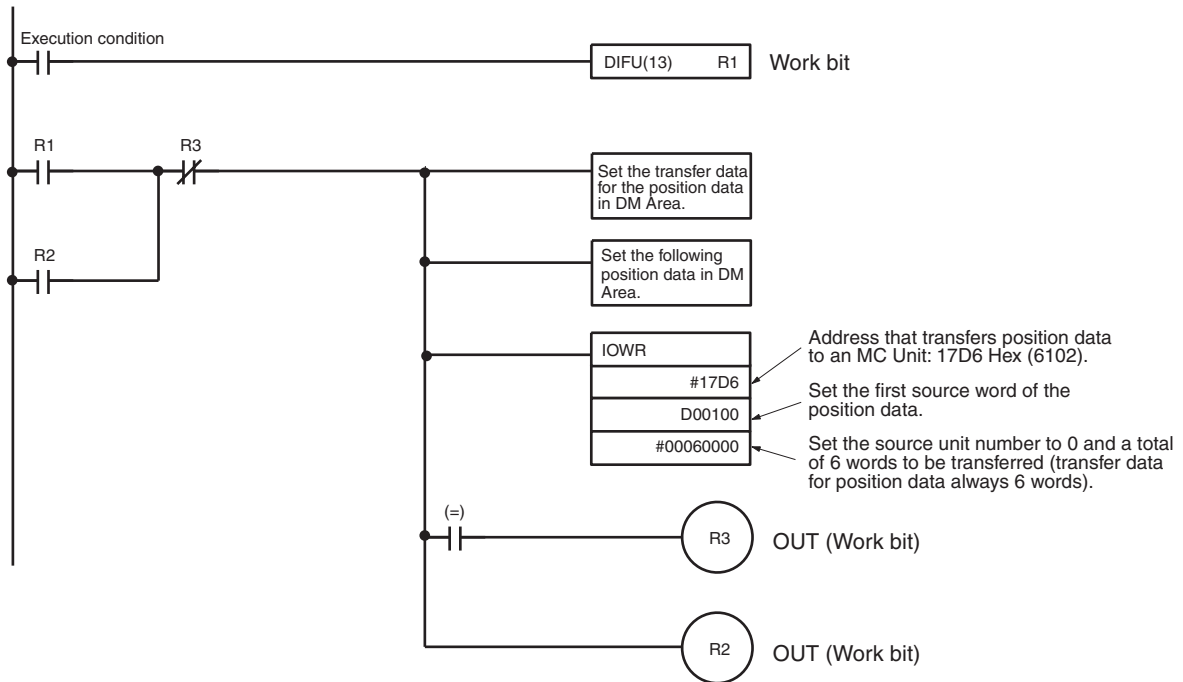 Execution condition
DIFU(13) R1
Work bit
R1
R3
R2
Set the transfer data
for the position data
in DM Area.
Set the following
position data in DM
Area.
IOWR
#17D6
D00100
#00060000
Address that transfers position data
to an MC Unit: 17D6 Hex (6102).
Set the first source word of the
position data.
Set the source unit number to 0 and a total
of 6 words to be transferred (transfer data
for position data always 6 words).
(=)
R3
OUT (Work bit)
R2
OUT (Work bit)